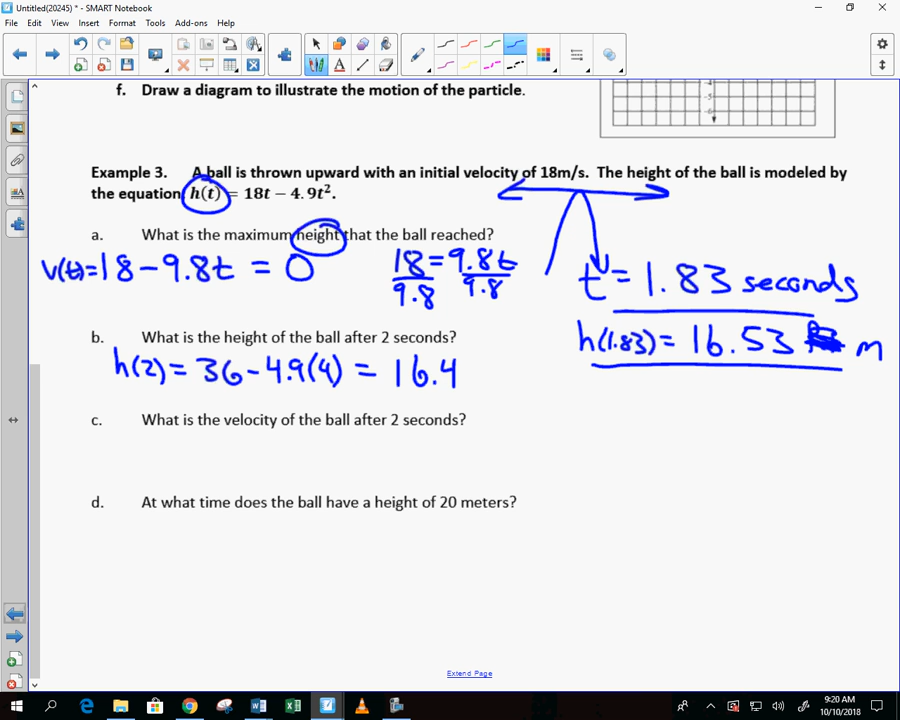 Untitled(20245) * - SMART Notebook
File Edit View Insert Format Tools Add-ons Help
f. Draw a diagram to illustrate the motion of the particle.
Example 3. A ball is thrown upward with an initial velocity of 18m/s. The height of the ball is modeled by
the equation h(t) = 18t − 4.9t².
a. What is the maximum height that the ball reached?
v(t)=18−9.8t = 0
18=9.8t
9.8 9.8
t=1.83 seconds
h(1.83)=16.53 m
b. What is the height of the ball after 2 seconds?
h(2)=36−4.9(4)=16.4
c. What is the velocity of the ball after 2 seconds?
d. At what time does the ball have a height of 20 meters?
Extend Page
9:20 AM
10/10/2018